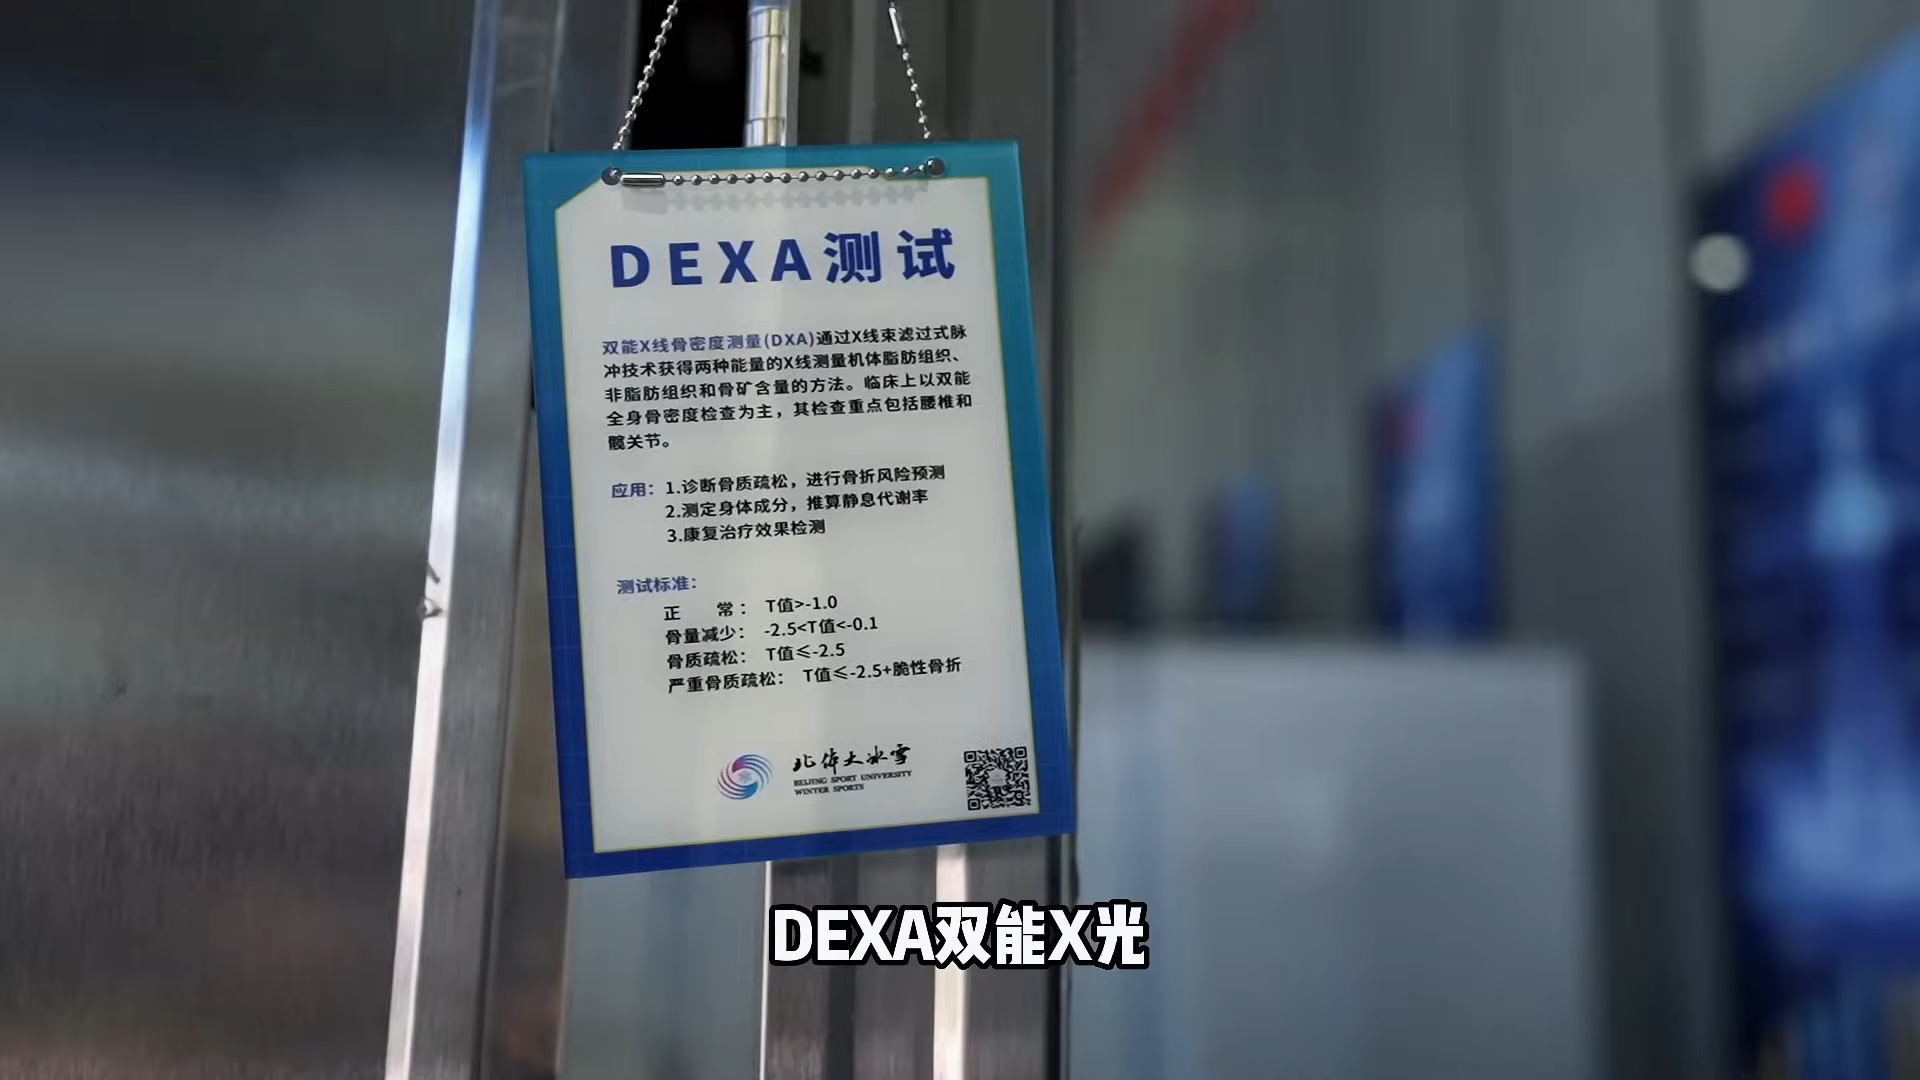 DEXA测试
双能X线骨密度测量(DXA)通过X线束滤过式脉
冲技术获得两种能量的X线测量机体脂肪组织、
非脂肪组织和骨矿含量的方法。临床上以双能
全身骨密度检查为主，其检查重点包括腰椎和
髋关节。
应用：1.诊断骨质疏松，进行骨折风险预测
2.测定身体成分，推算静息代谢率
3.康复治疗效果检测
测试标准：
正 常： T值>-1.0
骨量减少： -2.5<T值<-0.1
骨质疏松： T值≤-2.5
严重骨质疏松： T值≤-2.5+脆性骨折
北体大冰雪
BEIJING SPORT UNIVERSITY
WINTER SPORTS
DEXA双能X光